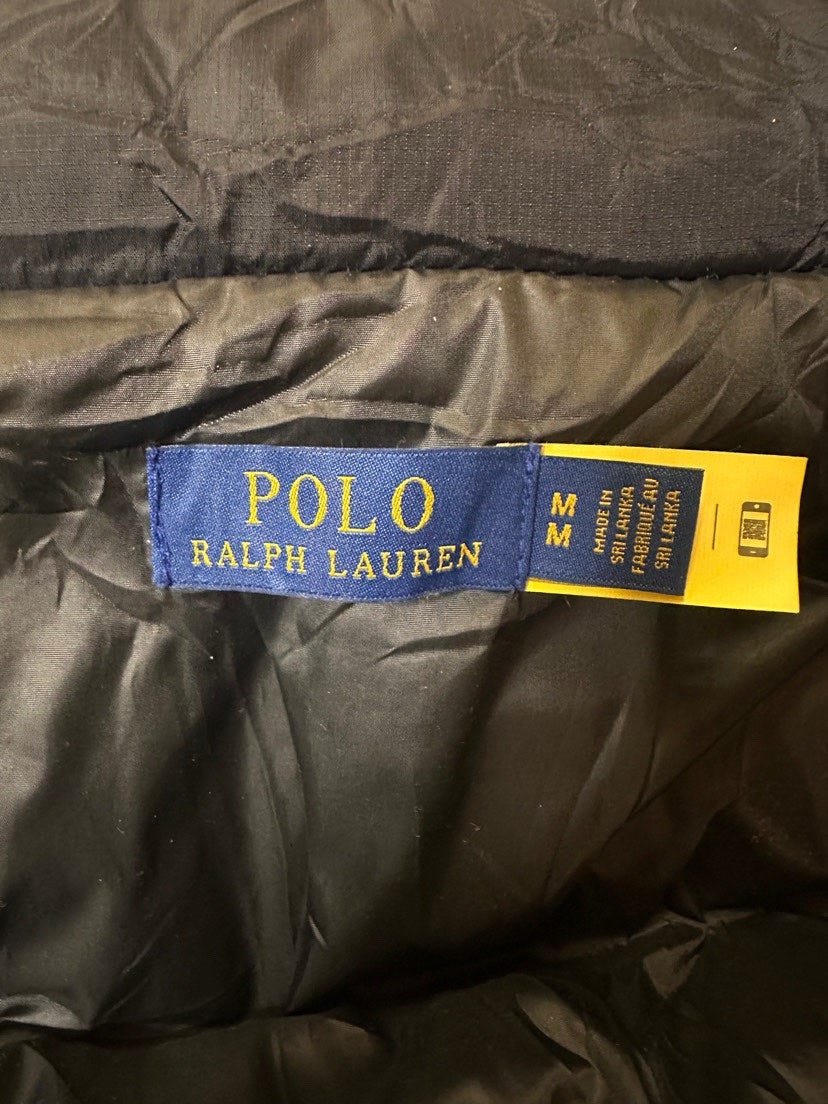 POLO
RALPH LAUREN
M
M
MADE IN
SRI LANKA
FABRIQUÉ AU
SRI LANKA